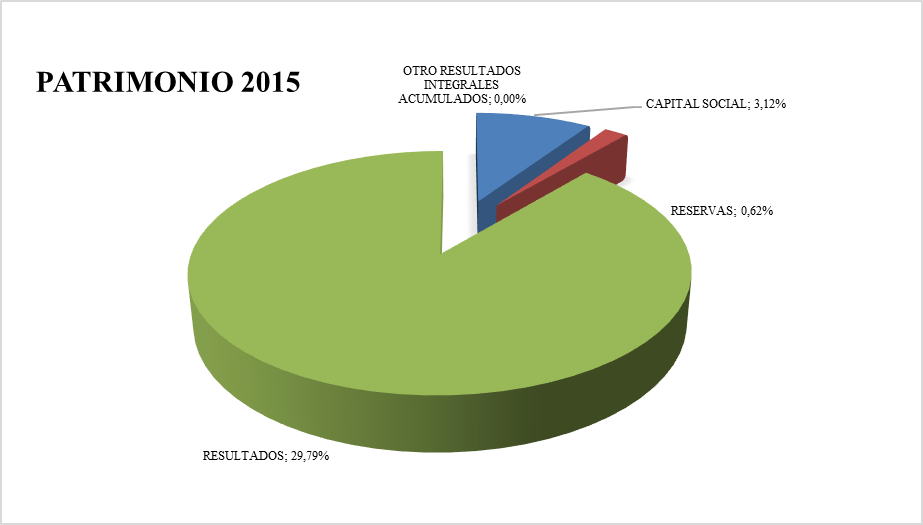 PATRIMONIO 2015
OTRO RESULTADOS
INTEGRALES
ACUMULADOS; 0,00%
CAPITAL SOCIAL; 3,12%
RESERVAS; 0,62%
RESULTADOS; 29,79%